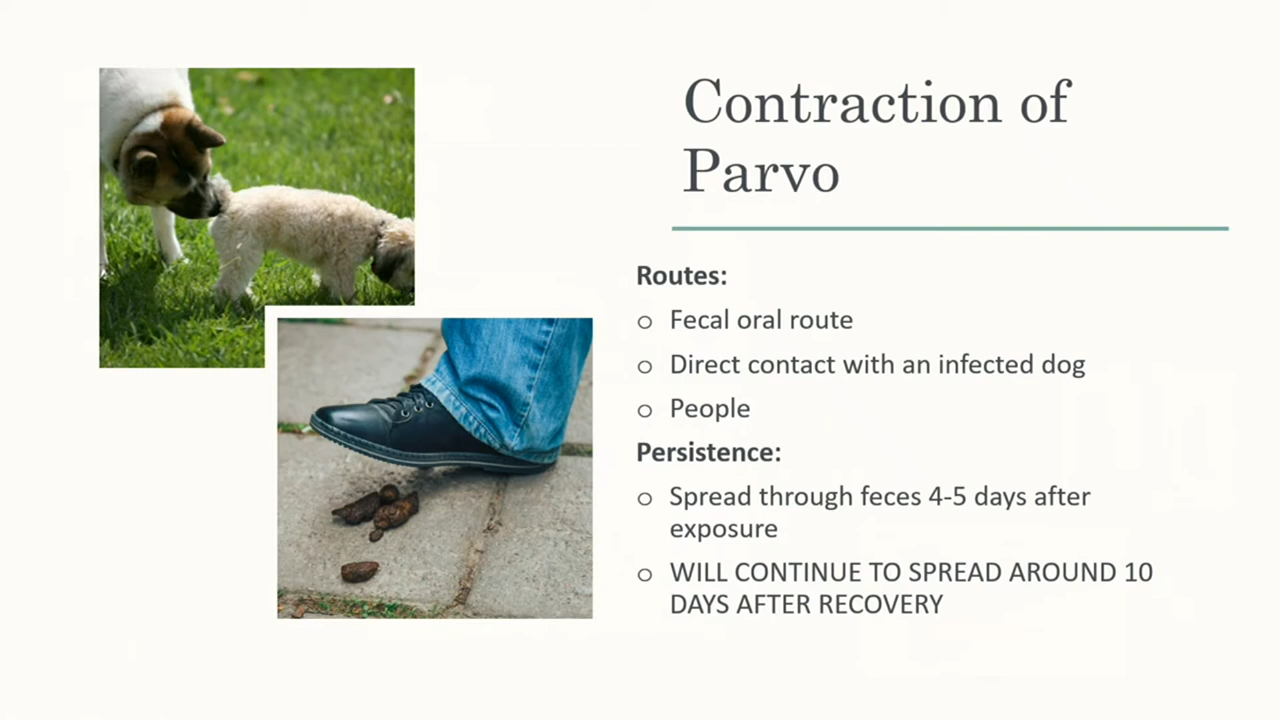 Contraction of
Parvo
Routes:
o Fecal oral route
o Direct contact with an infected dog
o People
Persistence:
o Spread through feces 4-5 days after
exposure
o WILL CONTINUE TO SPREAD AROUND 10
DAYS AFTER RECOVERY